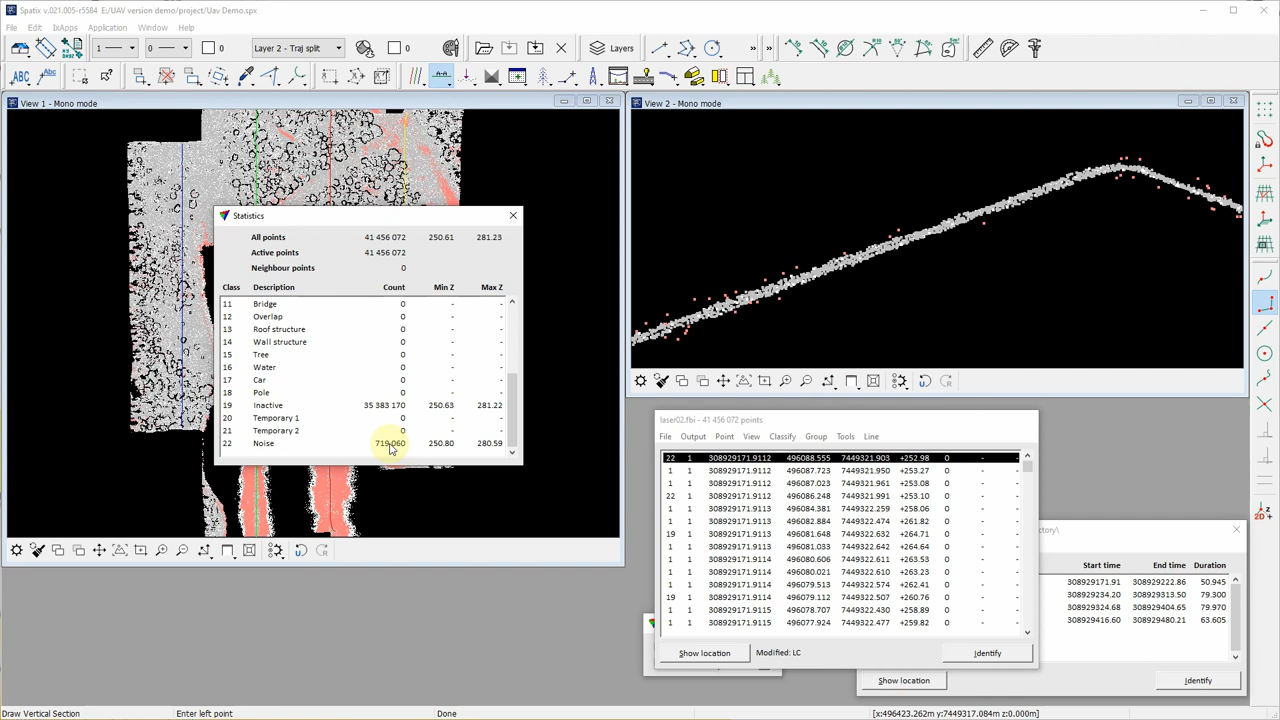 Spatix v.021.005-r5584 E:/UAV version demo/project/Uav Demo.spx
File Edit lxApps Application Window Help
1 0 0 Layer 2 - Traj split 0 Layers » »
ABC Abc
View 1 - Mono mode
View 2 - Mono mode
Statistics
All points 41 456 072 250.61 281.23
Active points 41 456 072
Neighbour points 0
Class Description Count Min Z Max Z
11 Bridge 0 - -
12 Overlap 0 - -
13 Roof structure 0 - -
14 Wall structure 0 - -
15 Tree 0 - -
16 Water 0 - -
17 Car 0 - -
18 Pole 0 - -
19 Inactive 35 383 170 250.63 281.22
20 Temporary 1 0 - -
21 Temporary 2 0 - -
22 Noise 719 060 250.80 280.59
laser02.fbi - 41 456 072 points
File Output Point View Classify Group Tools Line
22 1 308929171.9112 496088.555 7449321.903 +252.98 0 - -
1 1 308929171.9112 496087.723 7449321.950 +253.27 0 - -
1 1 308929171.9112 496087.023 7449321.961 +253.08 0 - -
22 1 308929171.9112 496086.248 7449321.991 +253.10 0 - -
1 1 308929171.9113 496084.381 7449322.259 +258.06 0 - -
1 1 308929171.9113 496082.884 7449322.474 +261.82 0 - -
19 1 308929171.9113 496081.648 7449322.632 +264.71 0 - -
1 1 308929171.9113 496081.033 7449322.642 +264.64 0 - -
1 1 308929171.9114 496080.606 7449322.611 +263.53 0 - -
1 1 308929171.9114 496080.021 7449322.610 +263.23 0 - -
1 1 308929171.9114 496079.513 7449322.574 +262.41 0 - -
19 1 308929171.9114 496079.112 7449322.507 +260.76 0 - -
1 1 308929171.9115 496078.707 7449322.430 +258.89 0 - -
1 1 308929171.9115 496077.924 7449322.477 +259.82 0 - -
Show location Modified: LC Identify
ctory\
Start time End time Duration
308929171.91 308929222.86 50.945
308929234.20 308929313.50 79.300
308929324.68 308929404.65 79.970
308929416.60 308929480.21 63.605
Show location Identify
Draw Vertical Section Enter left point Done [x:496423.262m y:7449317.084m z:0.000m]